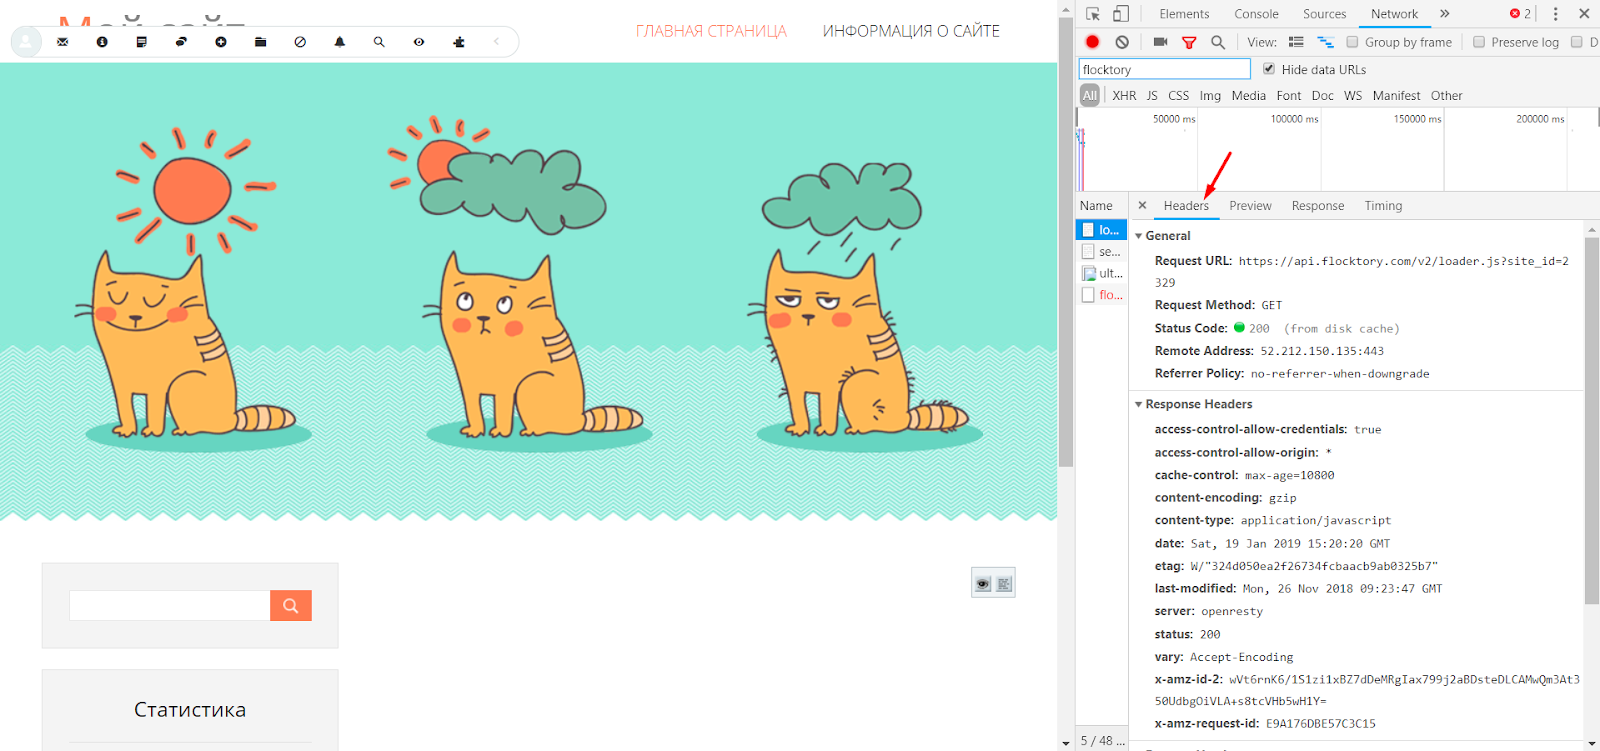 Мой сайт
ГЛАВНАЯ СТРАНИЦА ИНФОРМАЦИЯ О САЙТЕ
Статистика
Elements Console Sources Network » 2
View: Group by frame Preserve log D
flocktory Hide data URLs
All XHR JS CSS Img Media Font Doc WS Manifest Other
50000 ms 100000 ms 150000 ms 200000 ms
Name
lo...
se...
ult...
flo...
5 / 48 ...
× Headers Preview Response Timing
General
Request URL: https://api.flocktory.com/v2/loader.js?site_id=2
329
Request Method: GET
Status Code: 200 (from disk cache)
Remote Address: 52.212.150.135:443
Referrer Policy: no-referrer-when-downgrade
Response Headers
access-control-allow-credentials: true
access-control-allow-origin: *
cache-control: max-age=10800
content-encoding: gzip
content-type: application/javascript
date: Sat, 19 Jan 2019 15:20:20 GMT
etag: W/"324d050ea2f26734fcbaacb9ab0325b7"
last-modified: Mon, 26 Nov 2018 09:23:47 GMT
server: openresty
status: 200
vary: Accept-Encoding
x-amz-id-2: wVt6rnK6/1S1zi1xBZ7dDeMRgIax799j2aBDsteDLCAMwQm3At3
50UdbgOiVLA+s8tcVHb5wH1Y=
x-amz-request-id: E9A176DBE57C3C15